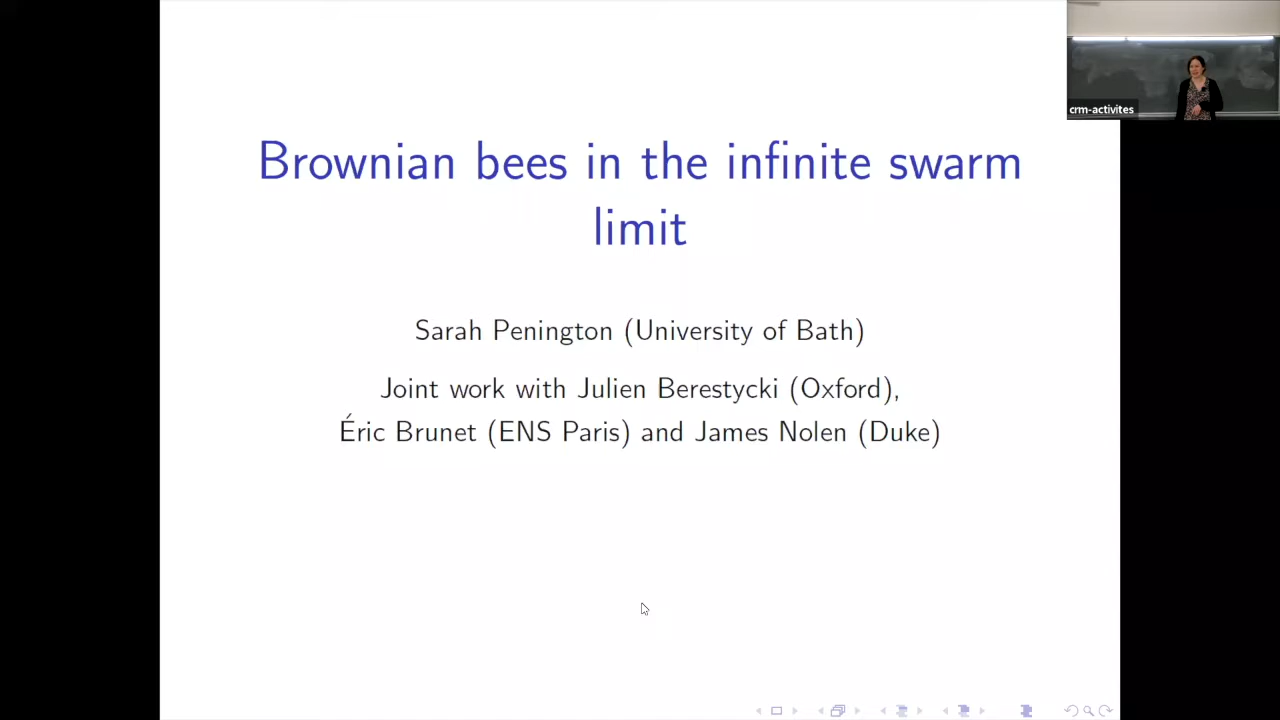 crm-activites
Brownian bees in the infinite swarm
limit
Sarah Penington (University of Bath)
Joint work with Julien Berestycki (Oxford),
Éric Brunet (ENS Paris) and James Nolen (Duke)